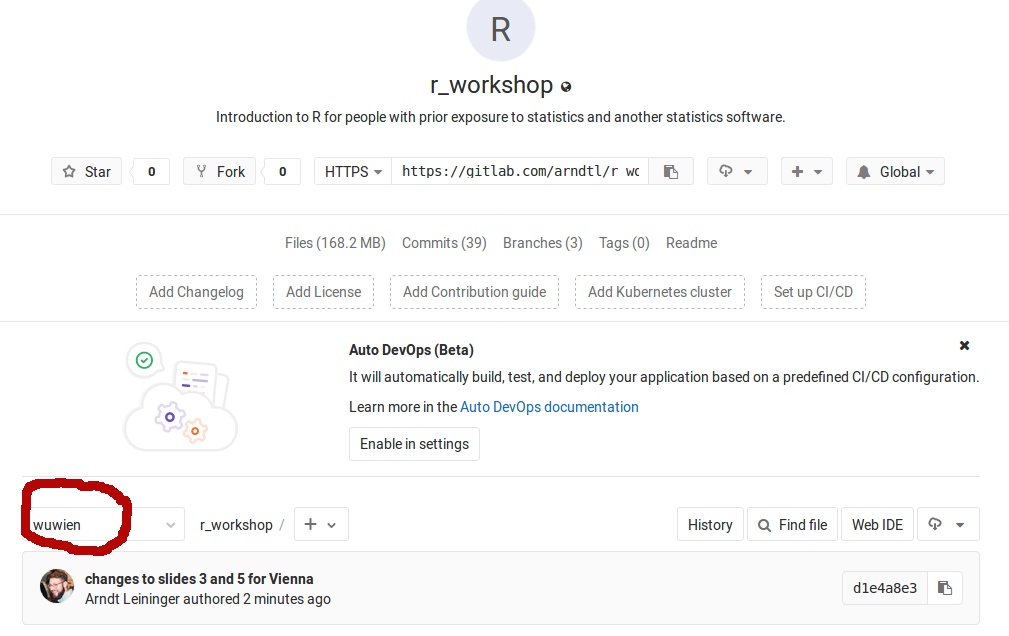 R
r_workshop
Introduction to R for people with prior exposure to statistics and another statistics software.
Star 0 Fork 0 HTTPS https://gitlab.com/arndtl/r_wo Global
Files (168.2 MB) Commits (39) Branches (3) Tags (0) Readme
Add Changelog Add License Add Contribution guide Add Kubernetes cluster Set up CI/CD
Auto DevOps (Beta)
It will automatically build, test, and deploy your application based on a predefined CI/CD configuration.
Learn more in the Auto DevOps documentation
Enable in settings
wuwien r_workshop / History Find file Web IDE
changes to slides 3 and 5 for Vienna
Arndt Leininger authored 2 minutes ago
d1e4a8e3